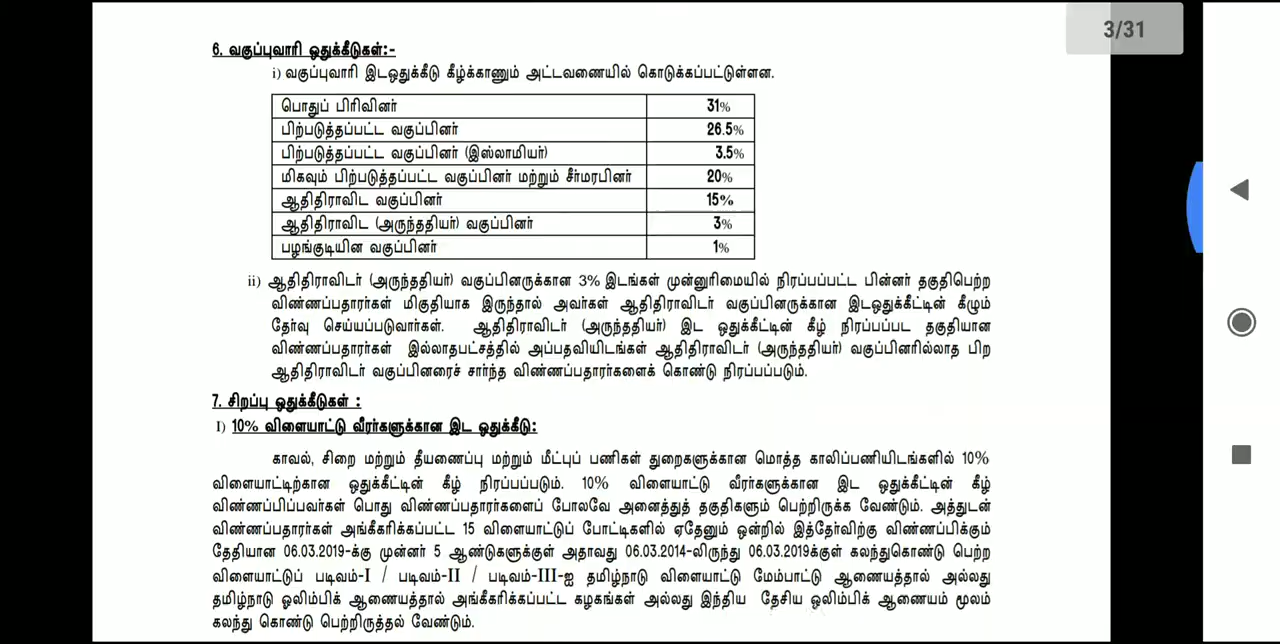 3/31
6. வகுப்புவாரி ஒதுக்கீடுகள்:-
i) வகுப்புவாரி இடஒதுக்கீடு கீழ்க்காணும் அட்டவணையில் கொடுக்கப்பட்டுள்ளன.
பொதுப் பிரிவினர் 31%
பிற்படுத்தப்பட்ட வகுப்பினர் 26.5%
பிற்படுத்தப்பட்ட வகுப்பினர் (இஸ்லாமியர்) 3.5%
மிகவும் பிற்படுத்தப்பட்ட வகுப்பினர் மற்றும் சீர்மரபினர் 20%
ஆதிதிராவிட வகுப்பினர் 15%
ஆதிதிராவிட (அருந்ததியர்) வகுப்பினர் 3%
பழங்குடியின வகுப்பினர் 1%
ii) ஆதிதிராவிடர் (அருந்ததியர்) வகுப்பினருக்கான 3% இடங்கள் முன்னுரிமையில் நிரப்பப்பட்ட பின்னர் தகுதிபெற்ற
விண்ணப்பதாரர்கள் மிகுதியாக இருந்தால் அவர்கள் ஆதிதிராவிடர் வகுப்பினருக்கான இடஒதுக்கீட்டின் கீழும்
தேர்வு செய்யப்படுவார்கள். ஆதிதிராவிடர் (அருந்ததியர்) இட ஒதுக்கீட்டின் கீழ் நிரப்பப்பட தகுதியான
விண்ணப்பதாரர்கள் இல்லாதபட்சத்தில் அப்பதவியிடங்கள் ஆதிதிராவிடர் (அருந்ததியர்) வகுப்பினரில்லாத பிற
ஆதிதிராவிடர் வகுப்பினரைச் சார்ந்த விண்ணப்பதாரர்களைக் கொண்டு நிரப்பப்படும்.
7. சிறப்பு ஒதுக்கீடுகள் :
I) 10% விளையாட்டு வீரர்களுக்கான இட ஒதுக்கீடு:
காவல், சிறை மற்றும் தீயணைப்பு மற்றும் மீட்புப் பணிகள் துறைகளுக்கான மொத்த காலிப்பணியிடங்களில் 10%
விளையாட்டிற்கான ஒதுக்கீட்டின் கீழ் நிரப்பப்படும். 10% விளையாட்டு வீரர்களுக்கான இட ஒதுக்கீட்டின் கீழ்
விண்ணப்பிப்பவர்கள் பொது விண்ணப்பதாரர்களைப் போலவே அனைத்துத் தகுதிகளும் பெற்றிருக்க வேண்டும். அத்துடன்
விண்ணப்பதாரர்கள் அங்கீகரிக்கப்பட்ட 15 விளையாட்டுப் போட்டிகளில் ஏதேனும் ஒன்றில் இத்தேர்விற்கு விண்ணப்பிக்கும்
தேதியான 06.03.2019-க்கு முன்னர் 5 ஆண்டுகளுக்குள் அதாவது 06.03.2014-லிருந்து 06.03.2019க்குள் கலந்துகொண்டு பெற்ற
விளையாட்டுப் படிவம்-I / படிவம்-II / படிவம்-III-ஐ தமிழ்நாடு விளையாட்டு மேம்பாட்டு ஆணையத்தால் அல்லது
தமிழ்நாடு ஒலிம்பிக் ஆணையத்தால் அங்கீகரிக்கப்பட்ட கழகங்கள் அல்லது இந்திய தேசிய ஒலிம்பிக் ஆணையம் மூலம்
கலந்து கொண்டு பெற்றிருத்தல் வேண்டும்.